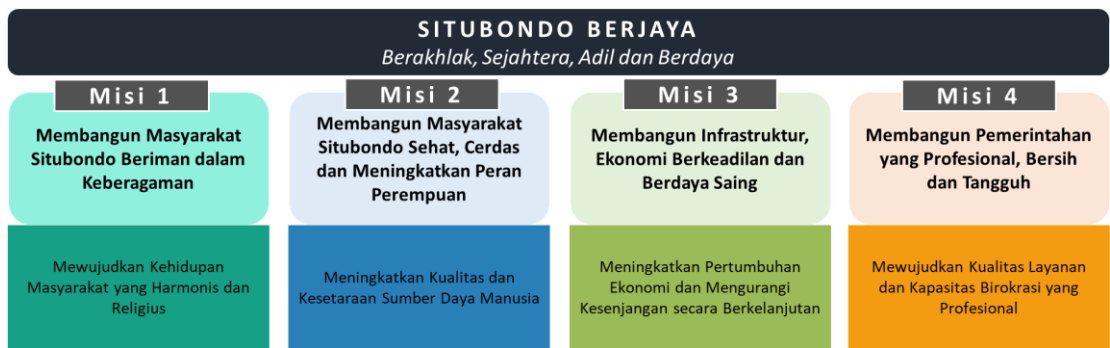 SITUBONDO BERJAYA
Berakhlak, Sejahtera, Adil dan Berdaya
Misi 1
Membangun Masyarakat
Situbondo Beriman dalam
Keberagaman
Mewujudkan Kehidupan
Masyarakat yang Harmonis dan
Religius
Misi 2
Membangun Masyarakat
Situbondo Sehat, Cerdas
dan Meningkatkan Peran
Perempuan
Meningkatkan Kualitas dan
Kesetaraan Sumber Daya Manusia
Misi 3
Membangun Infrastruktur,
Ekonomi Berkeadilan dan
Berdaya Saing
Meningkatkan Pertumbuhan
Ekonomi dan Mengurangi
Kesenjangan secara Berkelanjutan
Misi 4
Membangun Pemerintahan
yang Profesional, Bersih
dan Tangguh
Mewujudkan Kualitas Layanan
dan Kapasitas Birokrasi yang
Profesional